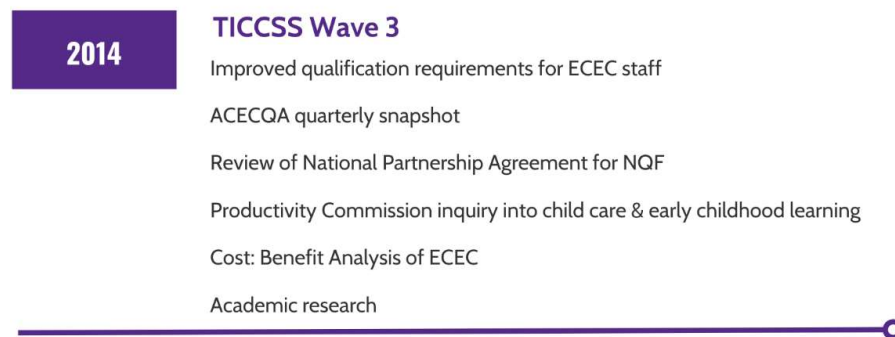 2014
TICCSS Wave 3
Improved qualification requirements for ECEC staff
ACECQA quarterly snapshot
Review of National Partnership Agreement for NQF
Productivity Commission inquiry into child care & early childhood learning
Cost: Benefit Analysis of ECEC
Academic research